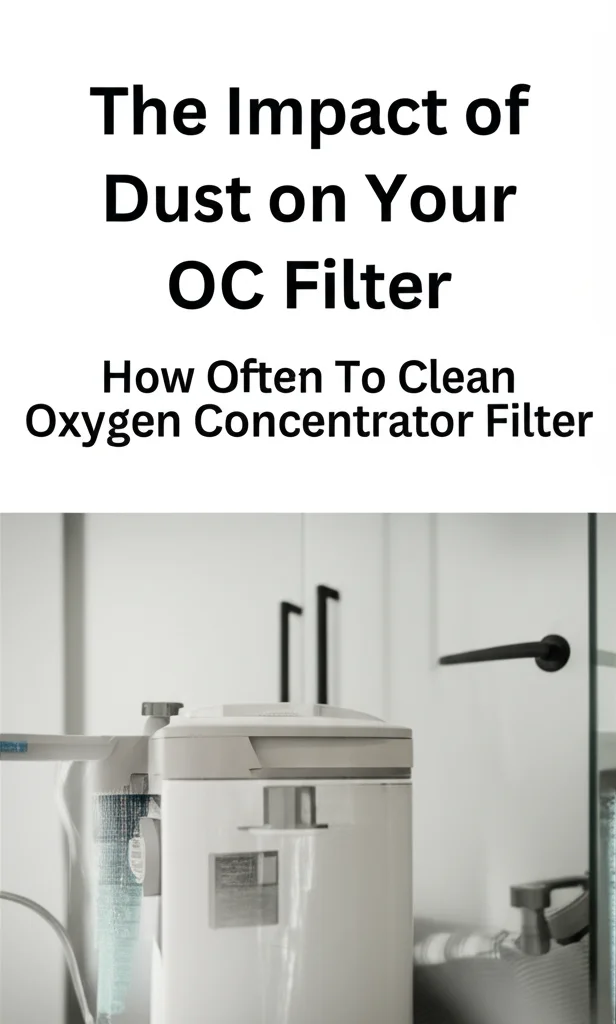 The Impact of
Dust on Your
OC Filter
How Often To Clean
Oxygen Concentrator Filter